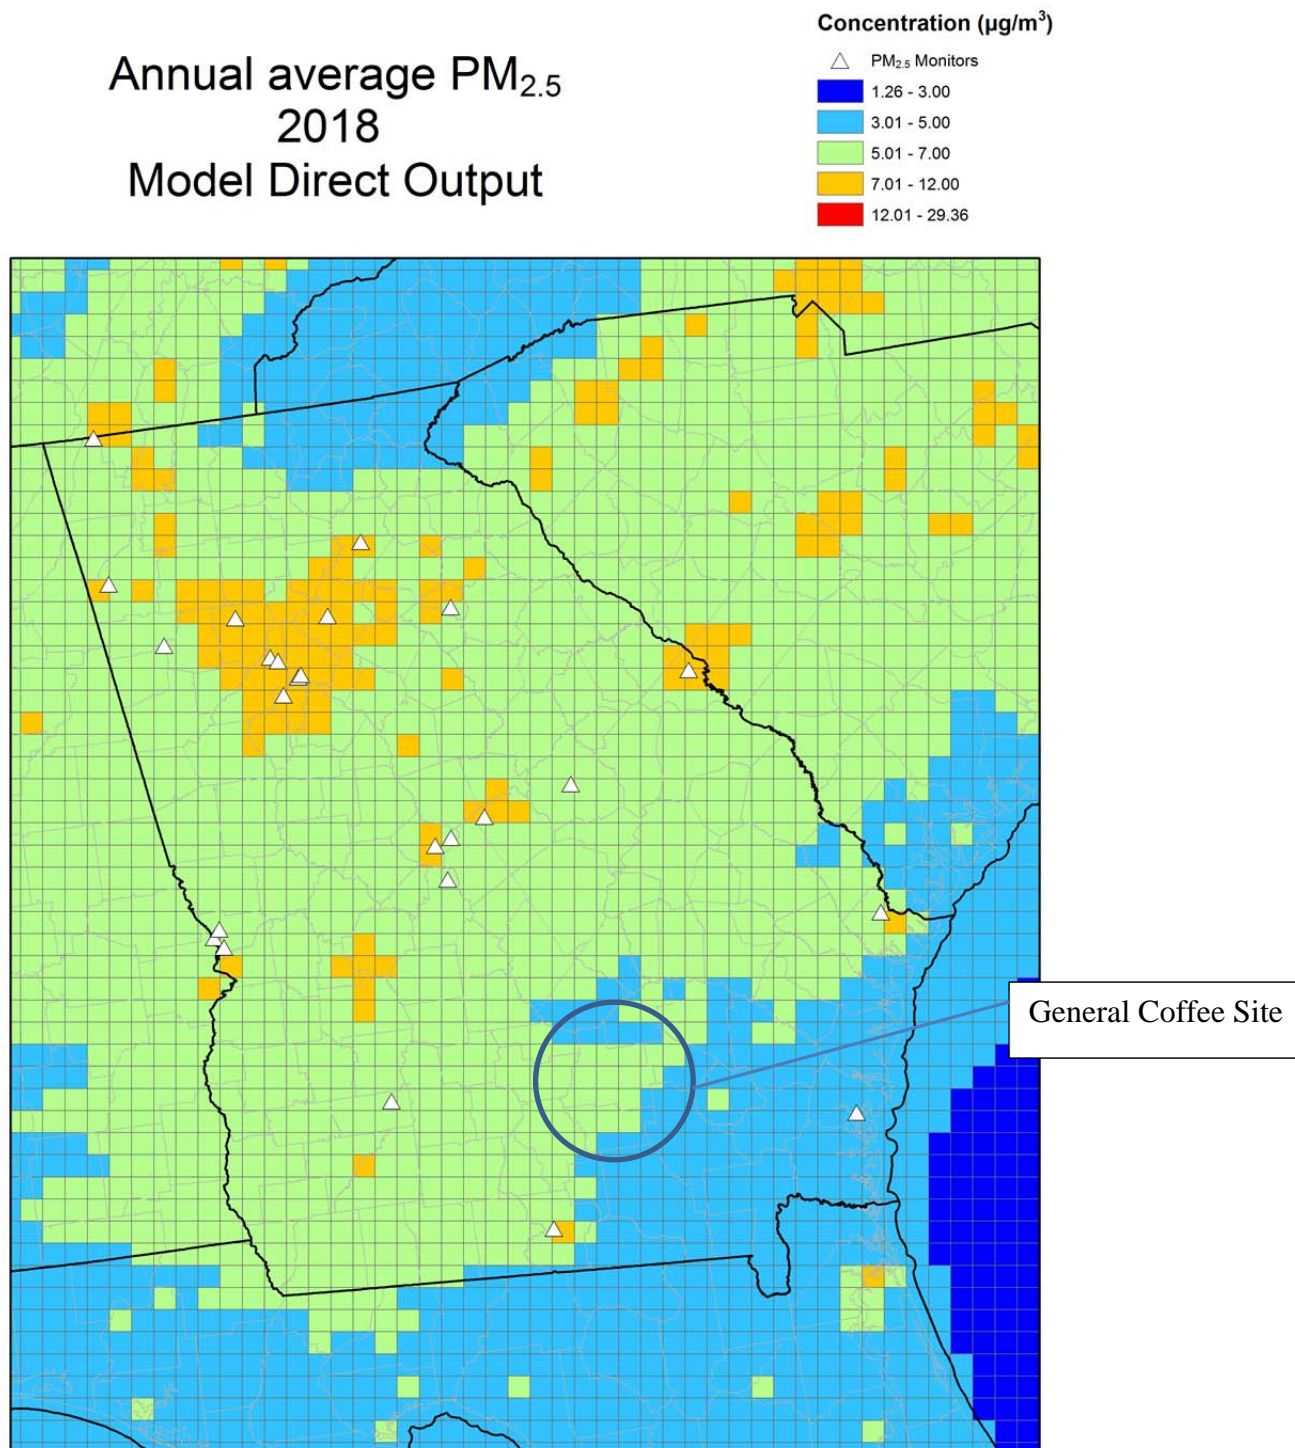 Annual average PM2.5
2018
Model Direct Output
Concentration (µg/m³)
PM2.5 Monitors
1.26 - 3.00
3.01 - 5.00
5.01 - 7.00
7.01 - 12.00
12.01 - 29.36
General Coffee Site